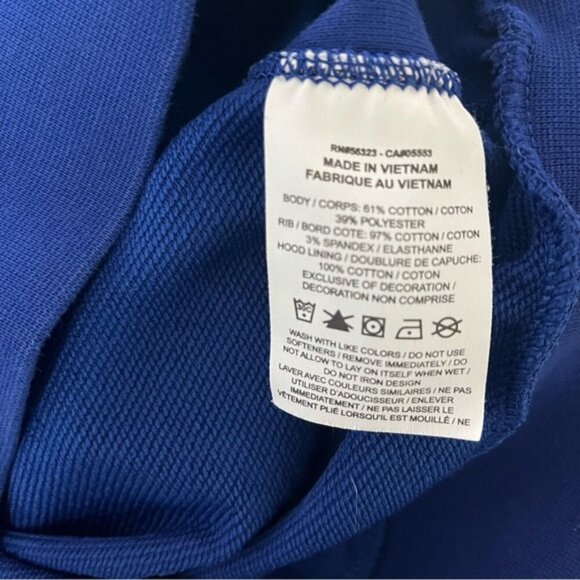 RN#56323 - CA#05553
MADE IN VIETNAM
FABRIQUE AU VIETNAM
BODY / CORPS: 61% COTTON / COTON
39% POLYESTER
RIB / BORD COTE: 97% COTTON / COTON
3% SPANDEX / ELASTHANNE
HOOD LINING / DOUBLURE DE CAPUCHE:
100% COTTON / COTON
EXCLUSIVE OF DECORATION /
DECORATION NON COMPRISE
30C
WASH WITH LIKE COLORS / DO NOT USE
SOFTENERS / REMOVE IMMEDIATELY / DO
NOT ALLOW TO LAY ON ITSELF WHEN WET /
DO NOT IRON DESIGN
LAVER AVEC COULEURS SIMILAIRES / NE PAS
UTILISER D'ADOUCISSEUR / ENLEVER
IMMEDIATEMENT / NE PAS LAISSER LE
VÊTEMENT PLIÉ LORSQU'IL EST MOUILLÉ / NE